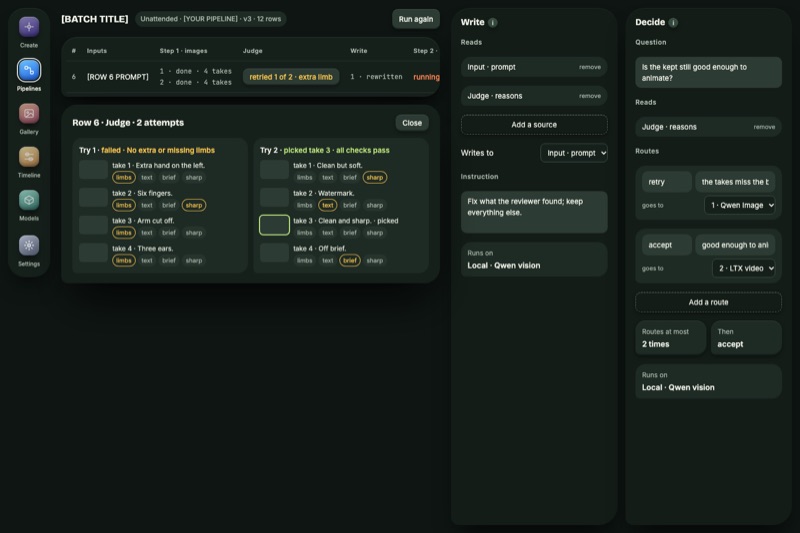 Create
Pipelines
Gallery
Timeline
Models
Settings
[BATCH TITLE]
Unattended · [YOUR PIPELINE] · v3 · 12 rows
Run again
# Inputs Step 1 · images Judge Write Step 2 ·
6 [ROW 6 PROMPT] 1 · done · 4 takes
2 · done · 4 takes
retried 1 of 2 · extra limb
1 · rewritten
running
Row 6 · Judge · 2 attempts
Close
Try 1 · failed · No extra or missing limbs
take 1 · Extra hand on the left.
limbs text brief sharp
take 2 · Six fingers.
limbs text brief sharp
take 3 · Arm cut off.
limbs text brief sharp
take 4 · Three ears.
limbs text brief sharp
Try 2 · picked take 3 · all checks pass
take 1 · Clean but soft.
limbs text brief sharp
take 2 · Watermark.
limbs text brief sharp
take 3 · Clean and sharp. · picked
limbs text brief sharp
take 4 · Off brief.
limbs text brief sharp
Write i
Reads
Input · prompt remove
Judge · reasons remove
Add a source
Writes to Input · prompt
Instruction
Fix what the reviewer found; keep
everything else.
Runs on
Local · Qwen vision
Decide i
Question
Is the kept still good enough to
animate?
Reads
Judge · reasons remove
Routes
retry the takes miss the b
goes to 1 · Qwen Image
accept good enough to ani
goes to 2 · LTX video
Add a route
Routes at most
2 times
Then
accept
Runs on
Local · Qwen vision